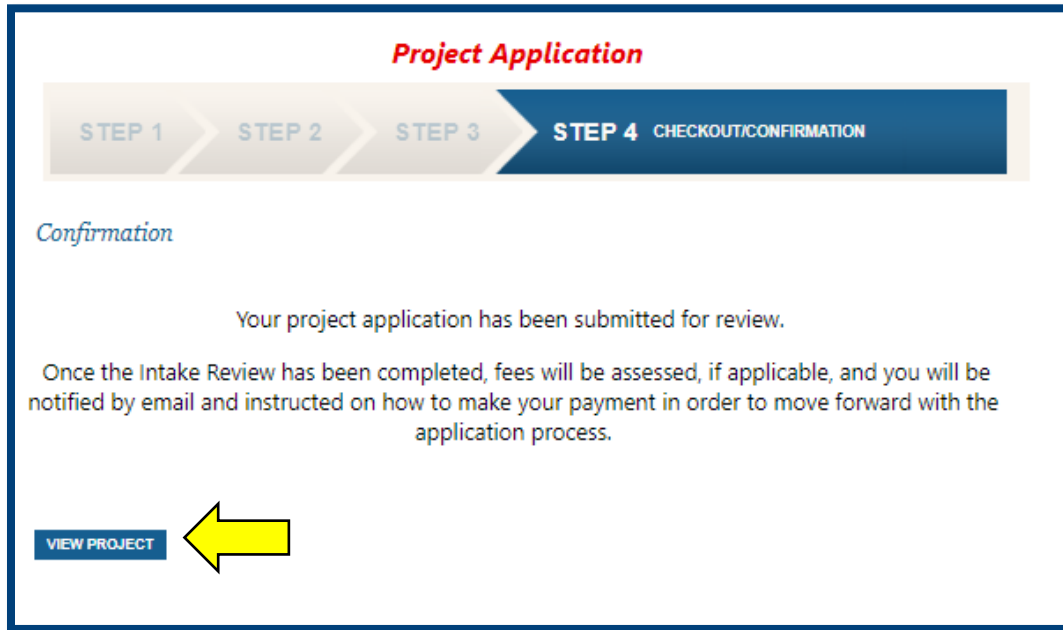 Project Application
STEP 1 STEP 2 STEP 3 STEP 4 CHECKOUT/CONFIRMATION
Confirmation
Your project application has been submitted for review.
Once the Intake Review has been completed, fees will be assessed, if applicable, and you will be
notified by email and instructed on how to make your payment in order to move forward with the
application process.
VIEW PROJECT